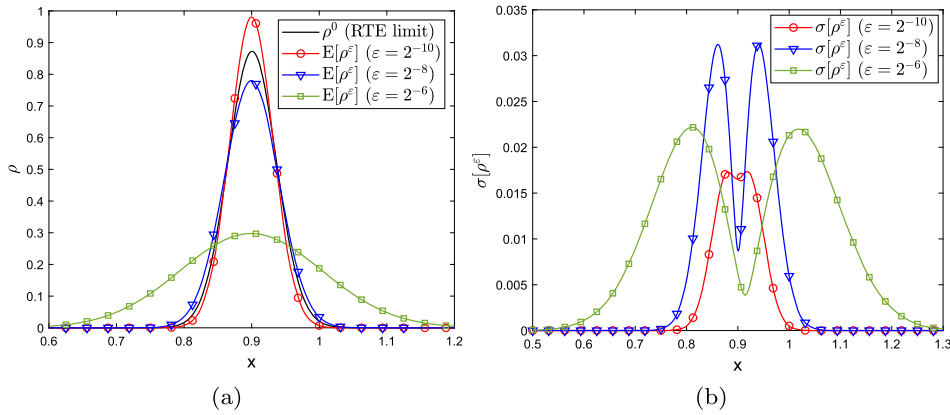 1
0.9
0.8
0.7
0.6
0.5
0.4
0.3
0.2
0.1
0
ρ
0.6 0.7 0.8 0.9 1 1.1 1.2
x
ρ⁰ (RTE limit)
E[ρ^ε] (ε = 2⁻¹⁰)
E[ρ^ε] (ε = 2⁻⁸)
E[ρ^ε] (ε = 2⁻⁶)
(a)
0.035
0.03
0.025
0.02
0.015
0.01
0.005
0
σ[ρ^ε]
0.5 0.6 0.7 0.8 0.9 1 1.1 1.2 1.3
x
σ[ρ^ε] (ε = 2⁻¹⁰)
σ[ρ^ε] (ε = 2⁻⁸)
σ[ρ^ε] (ε = 2⁻⁶)
(b)